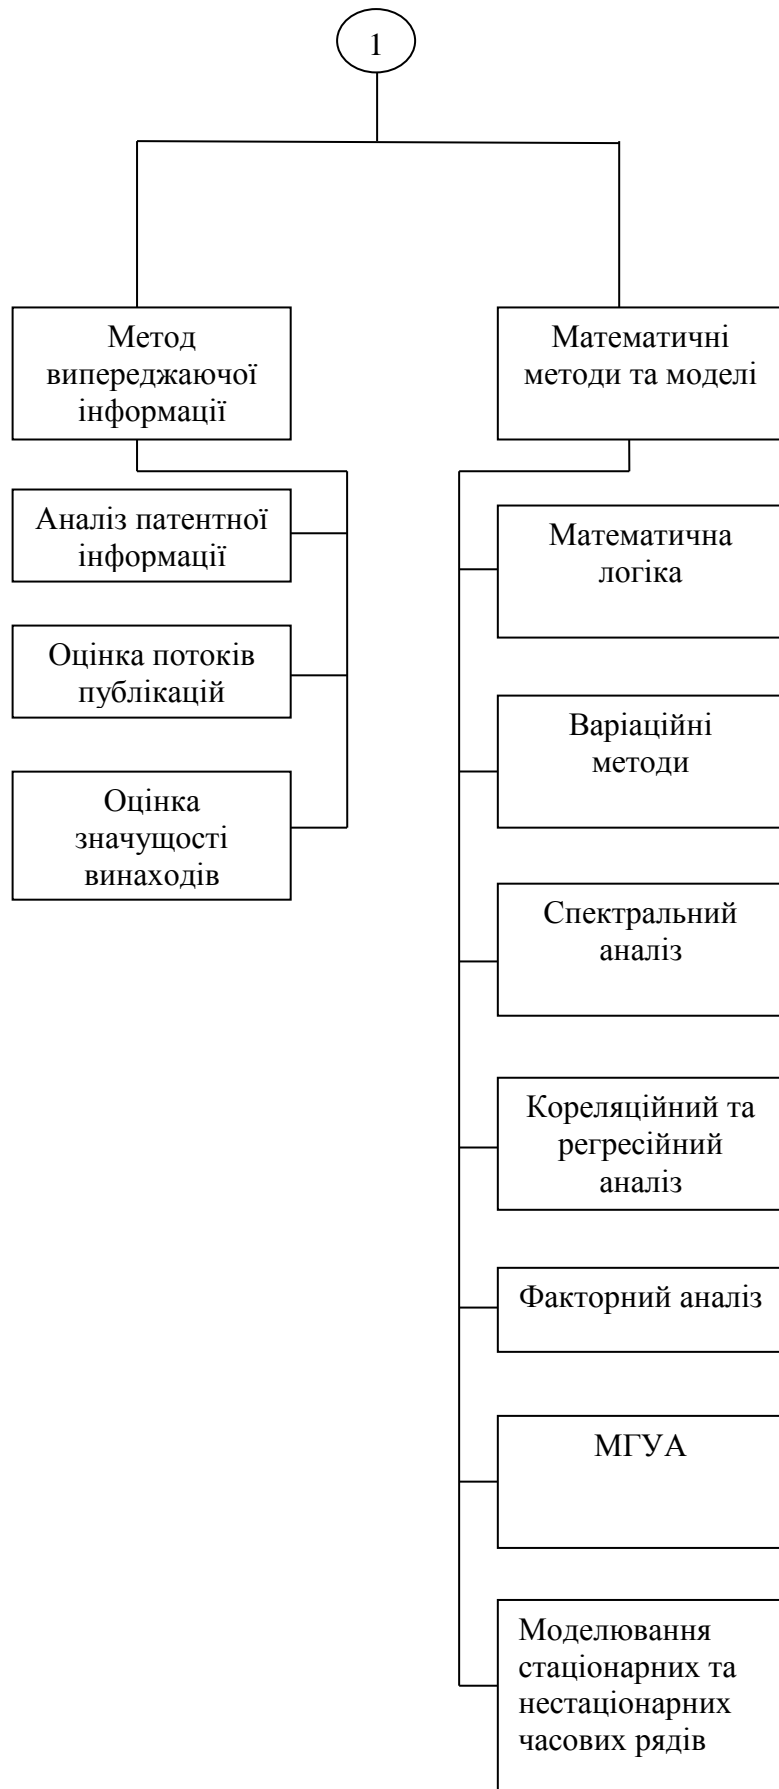 1
Метод
випереджаючої
інформації
Аналіз патентної
інформації
Оцінка потоків
публікацій
Оцінка
значущості
винаходів
Математичні
методи та моделі
Математична
логіка
Варіаційні
методи
Спектральний
аналіз
Кореляційний та
регресійний
аналіз
Факторний аналіз
МГУА
Моделювання
стаціонарних та
нестаціонарних
часових рядів